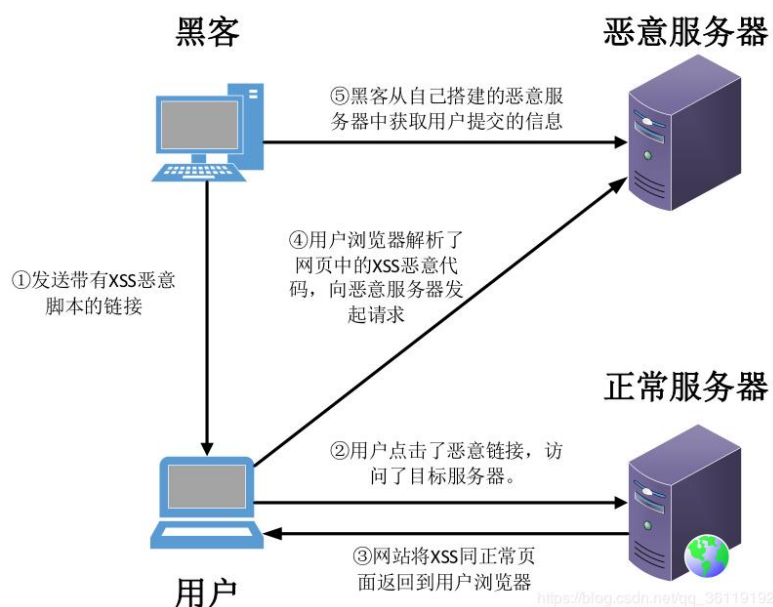 黑客
恶意服务器
⑤黑客从自己搭建的恶意服
务器中获取用户提交的信息
④用户浏览器解析了
网页中的XSS恶意代
码，向恶意服务器发
起请求
①发送带有XSS恶意
脚本的链接
正常服务器
②用户点击了恶意链接，访
问了目标服务器。
③网站将XSS同正常页
面返回到用户浏览器
用户
https://blog.csdn.net/qq_36119192